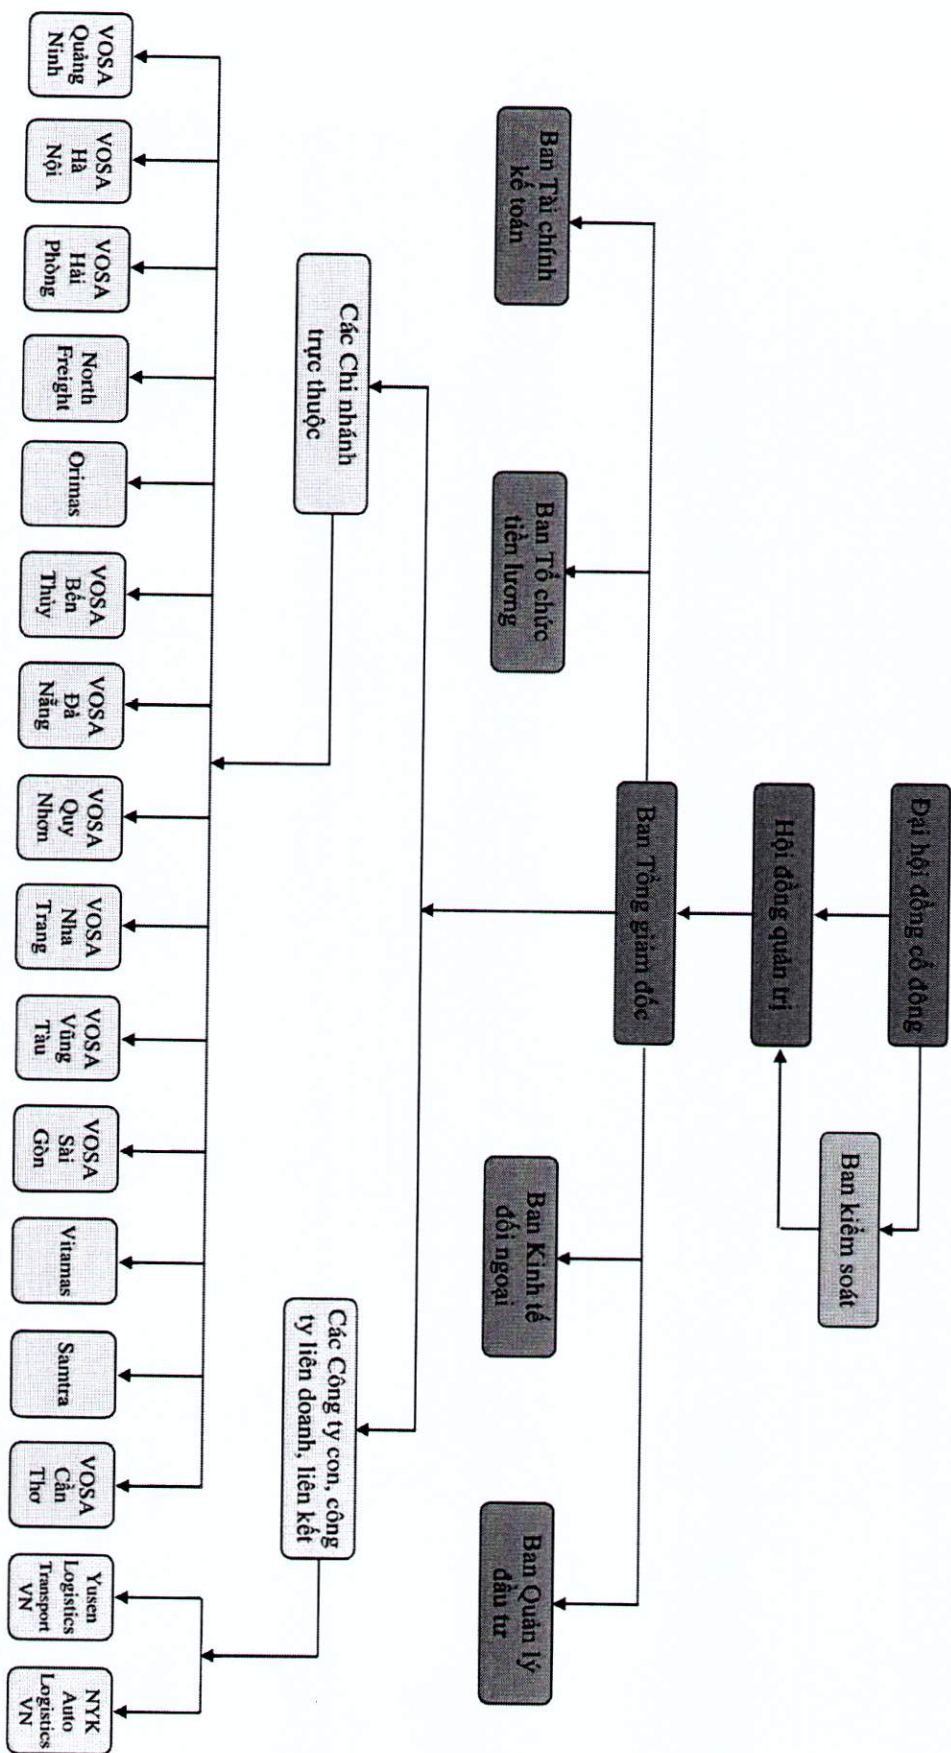 Đại hội đồng cổ đông
Ban kiểm soát
Hội đồng quản trị
Ban Tổng giám đốc
Ban Tài chính
kế toán
Ban Tổ chức
tiền lương
Ban Kinh tế
đối ngoại
Ban Quản lý
đầu tư
Các Chi nhánh
trực thuộc
Các Công ty con, công
ty liên doanh, liên kết
VOSA
Quảng
Ninh
VOSA
Hà
Nội
VOSA
Hải
Phòng
North
Freight
Orimas
VOSA
Bến
Thủy
VOSA
Đà
Nẵng
VOSA
Quy
Nhơn
VOSA
Nha
Trang
VOSA
Vũng
Tàu
VOSA
Sài
Gòn
Vitamas
Samtra
VOSA
Cần
Thơ
Yusen
Logistics
Transport
VN
NYK
Auto
Logistics
VN